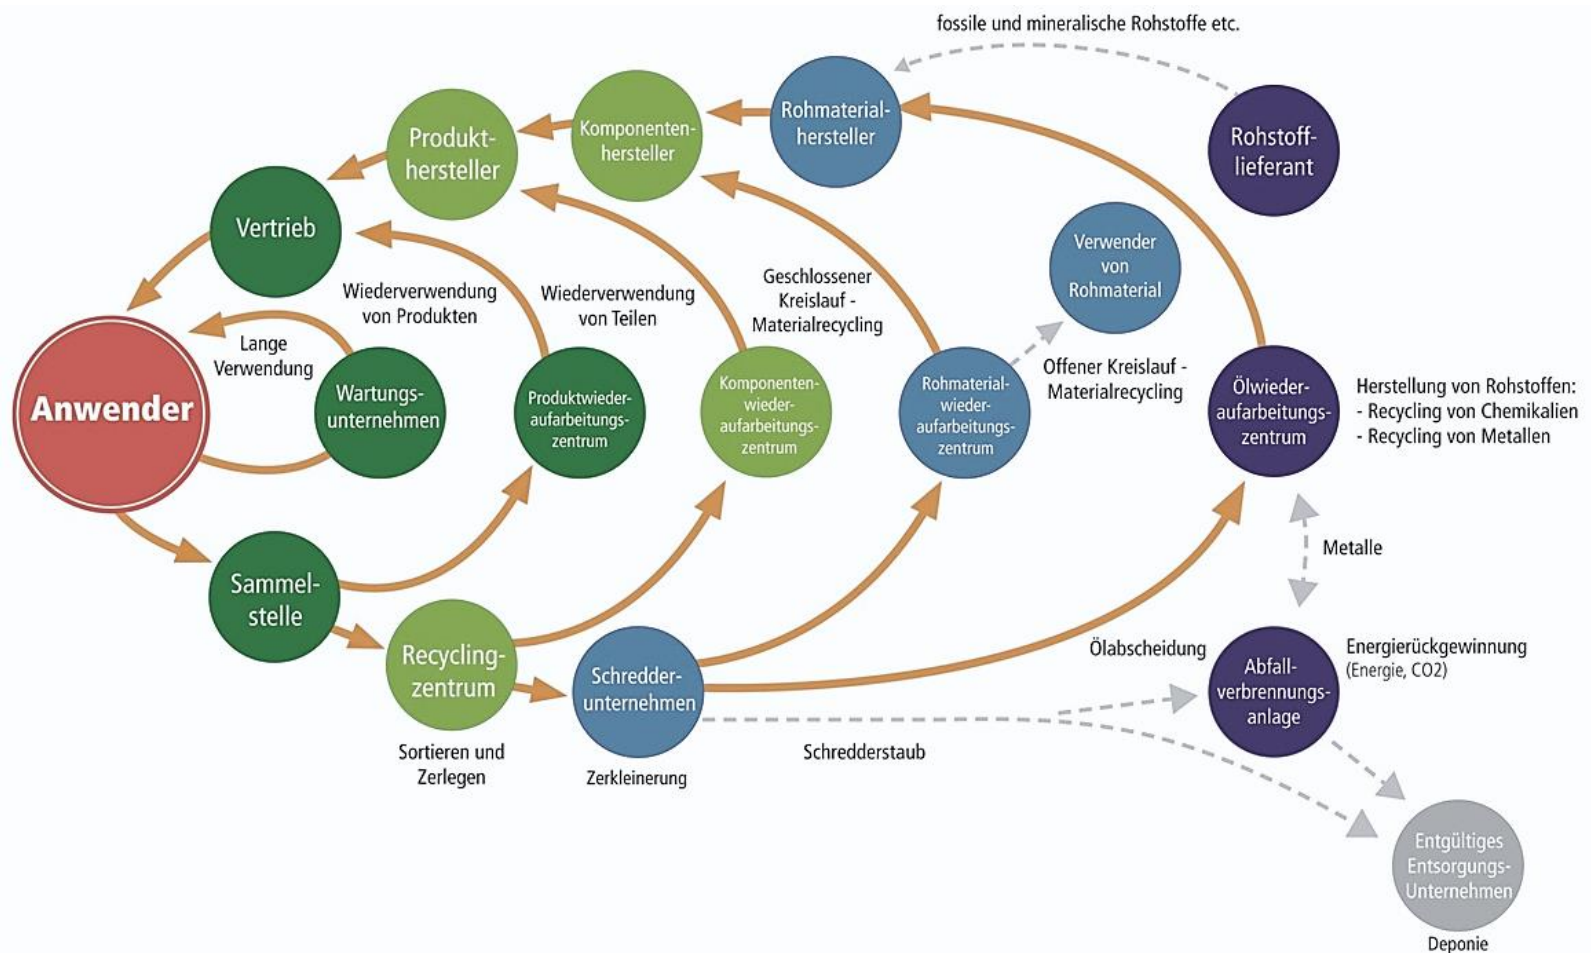 fossile und mineralische Rohstoffe etc.
Rohmaterial-
hersteller
Komponenten-
hersteller
Produkt-
hersteller
Rohstoff-
lieferant
Vertrieb
Verwender
von
Rohmaterial
Wiederverwendung
von Produkten
Wiederverwendung
von Teilen
Geschlossener
Kreislauf -
Materialrecycling
Lange
Verwendung
Offener Kreislauf -
Materialrecycling
Anwender
Wartungs-
unternehmen
Produktwieder-
aufarbeitungs-
zentrum
Komponenten-
wieder-
aufarbeitungs-
zentrum
Rohmaterial-
wieder-
aufarbeitungs-
zentrum
Ölwieder-
aufarbeitungs-
zentrum
Herstellung von Rohstoffen:
- Recycling von Chemikalien
- Recycling von Metallen
Metalle
Sammel-
stelle
Recycling-
zentrum
Sortieren und
Zerlegen
Schredder-
unternehmen
Zerkleinerung
Schredderstaub
Ölabscheidung
Abfall-
verbrennungs-
anlage
Energierückgewinnung
(Energie, CO2)
Entgültiges
Entsorgungs-
Unternehmen
Deponie